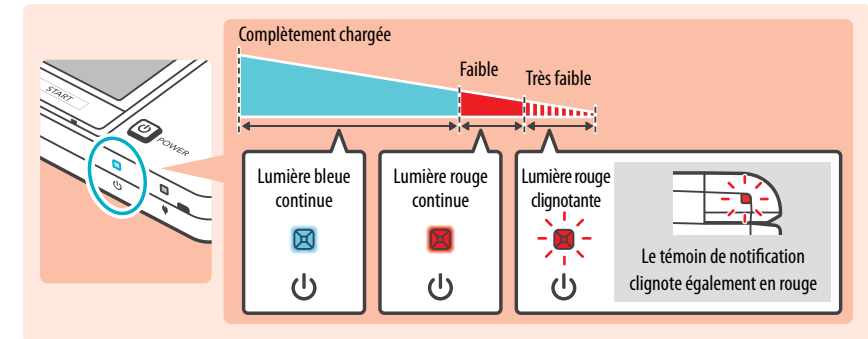 Complètement chargée
Faible
Très faible
START
POWER
Lumière bleue
continue
Lumière rouge
continue
Lumière rouge
clignotante
Le témoin de notification
clignote également en rouge